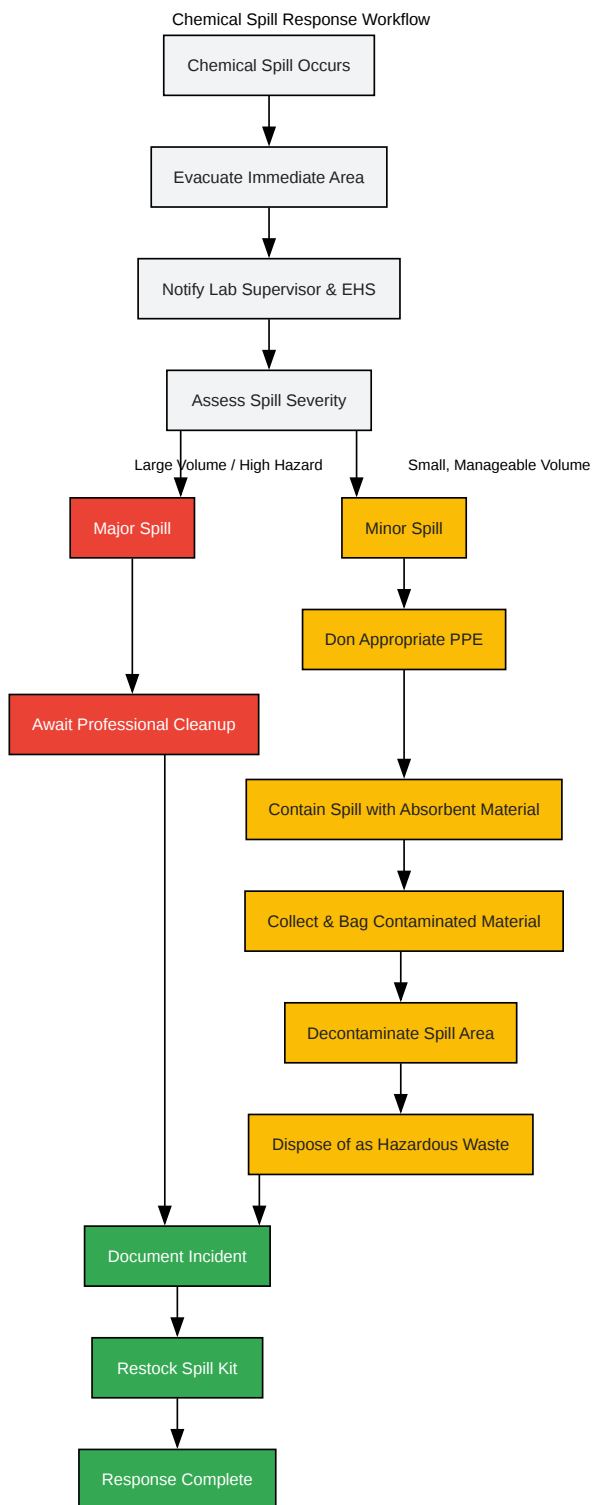 Chemical Spill Response Workflow
Chemical Spill Occurs
Evacuate Immediate Area
Notify Lab Supervisor & EHS
Assess Spill Severity
Large Volume / High Hazard
Small, Manageable Volume
Major Spill
Minor Spill
Don Appropriate PPE
Await Professional Cleanup
Contain Spill with Absorbent Material
Collect & Bag Contaminated Material
Decontaminate Spill Area
Dispose of as Hazardous Waste
Document Incident
Restock Spill Kit
Response Complete